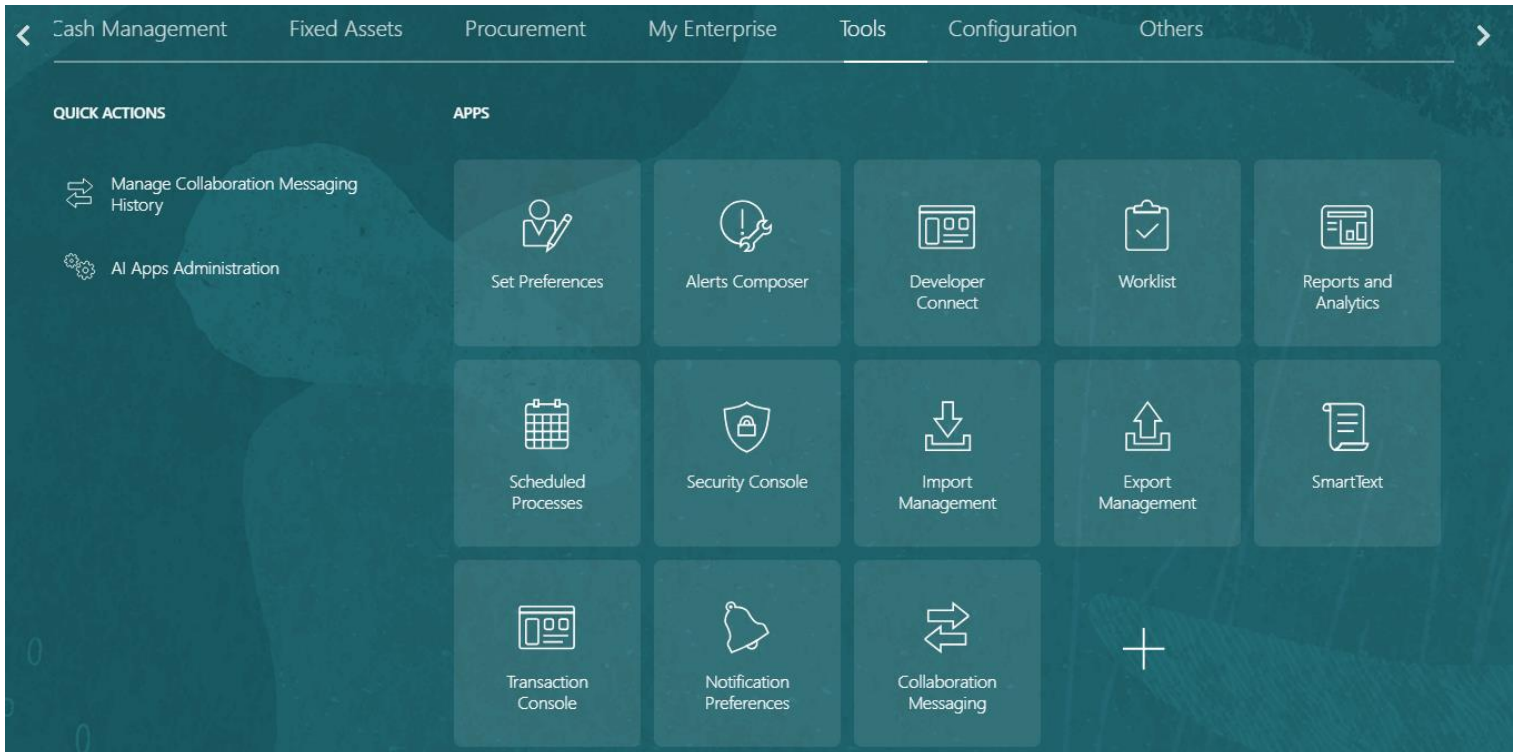 Cash Management Fixed Assets Procurement My Enterprise Tools Configuration Others
QUICK ACTIONS
Manage Collaboration Messaging
History
AI Apps Administration
APPS
Set Preferences
Alerts Composer
Developer
Connect
Worklist
Reports and
Analytics
Scheduled
Processes
Security Console
Import
Management
Export
Management
SmartText
Transaction
Console
Notification
Preferences
Collaboration
Messaging